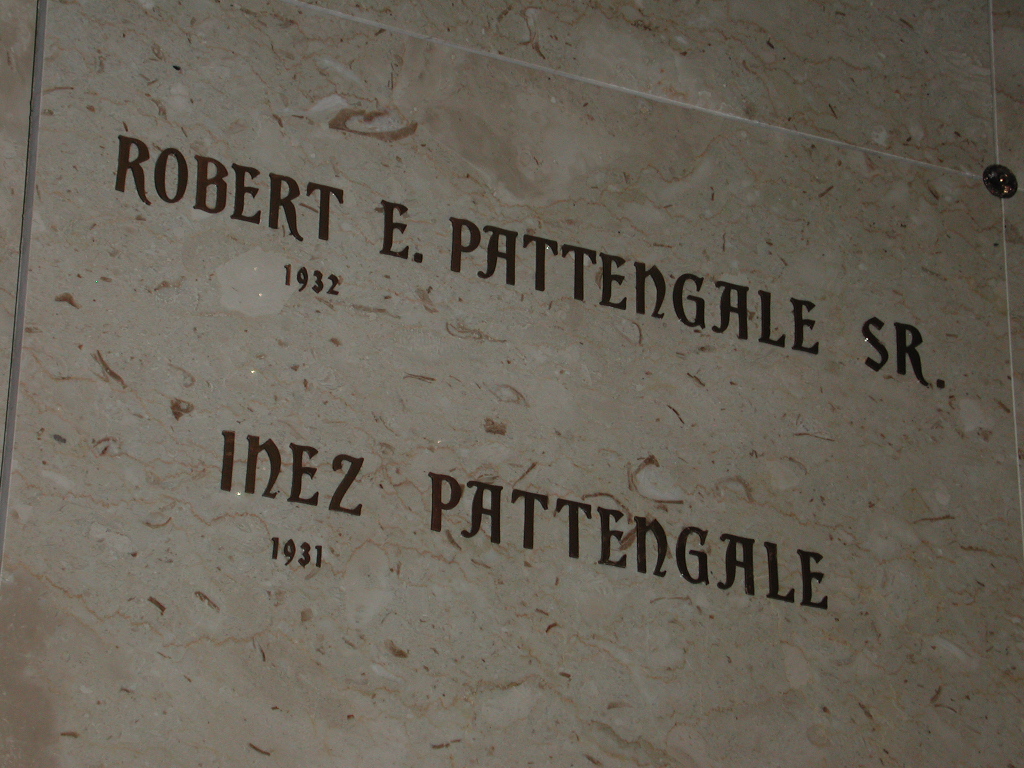 ROBERT E. PATTENGALE SR.
1932
INEZ PATTENGALE
1931